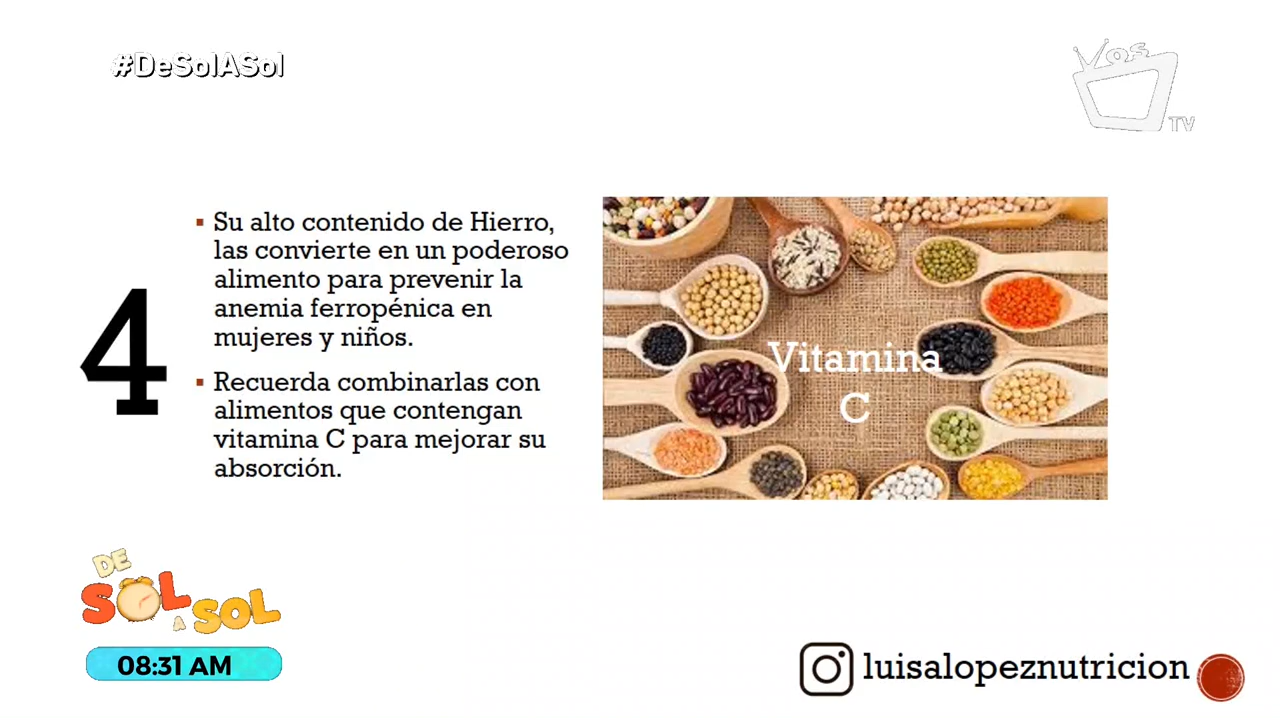 #DeSolASol
Vos
TV
4
▪ Su alto contenido de Hierro,
las convierte en un poderoso
alimento para prevenir la
anemia ferropénica en
mujeres y niños.
▪ Recuerda combinarlas con
alimentos que contengan
vitamina C para mejorar su
absorción.
Vitamina
C
DE
SOL
A SOL
08:31 AM
luisalopeznutricion